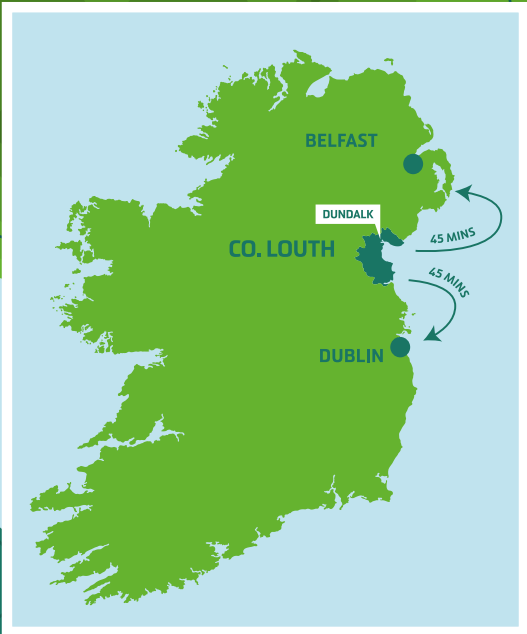 BELFAST
DUNDALK
CO. LOUTH
45 MINS
45 MINS
DUBLIN